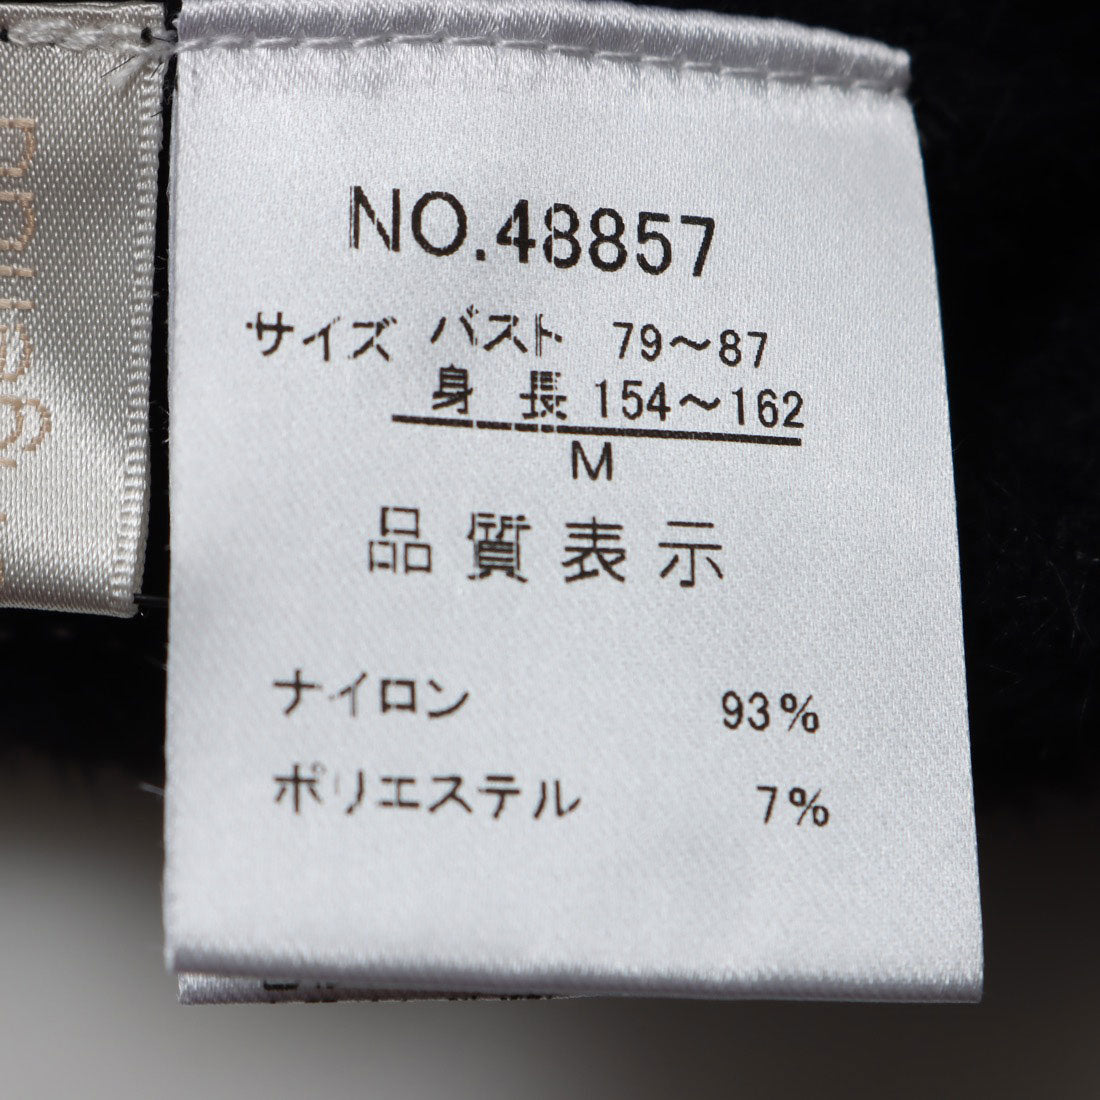 NO.48857
サイズ バスト 79～87
身長 154～162
M
品質表示
ナイロン 93%
ポリエステル 7%